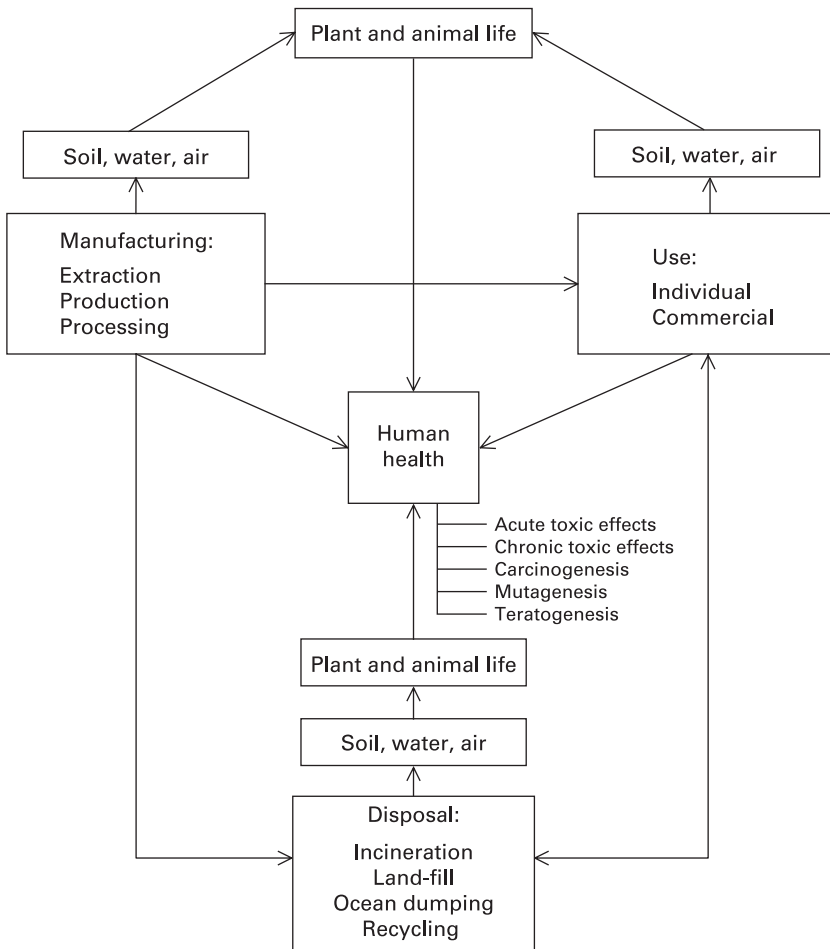 Plant and animal life
Soil, water, air
Soil, water, air
Manufacturing:
Extraction
Production
Processing
Use:
Individual
Commercial
Human
health
Acute toxic effects
Chronic toxic effects
Carcinogenesis
Mutagenesis
Teratogenesis
Plant and animal life
Soil, water, air
Disposal:
Incineration
Land-fill
Ocean dumping
Recycling